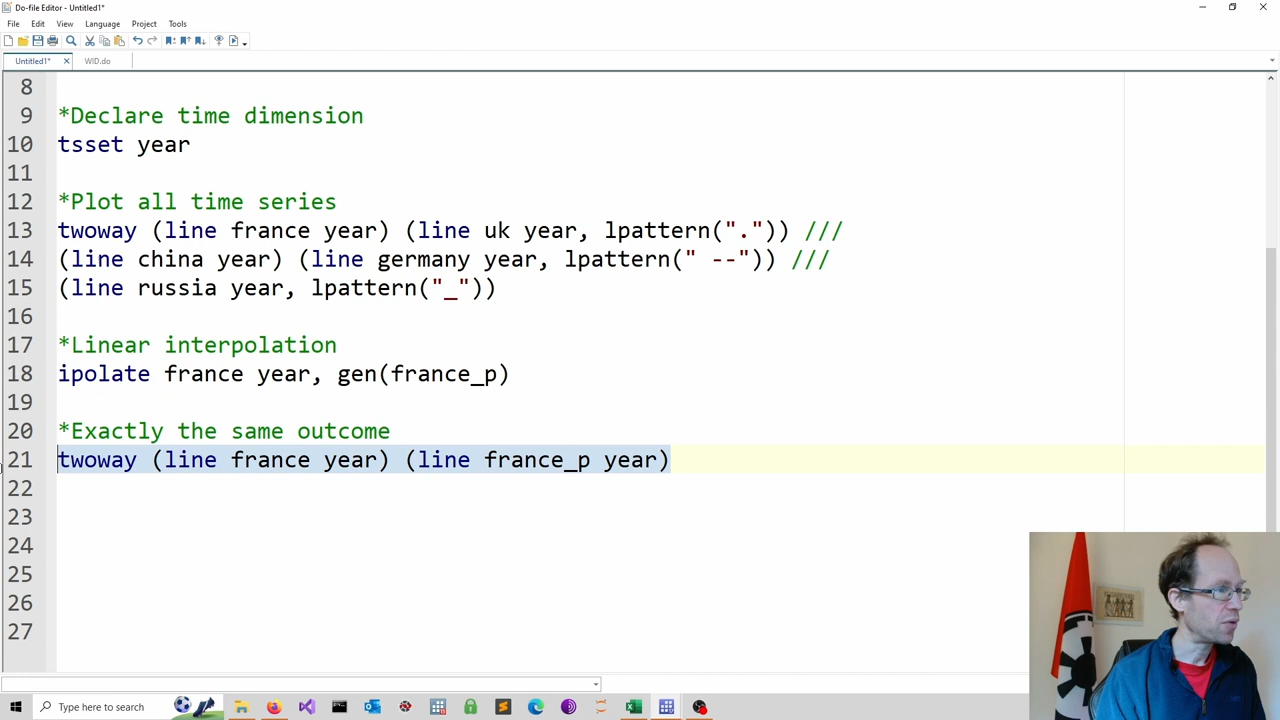 Do-file Editor - Untitled1*
File Edit View Language Project Tools
Untitled1* WID.do
8
9 *Declare time dimension
10 tsset year
11
12 *Plot all time series
13 twoway (line france year) (line uk year, lpattern(".")) ///
14 (line china year) (line germany year, lpattern(" --")) ///
15 (line russia year, lpattern("_"))
16
17 *Linear interpolation
18 ipolate france year, gen(france_p)
19
20 *Exactly the same outcome
21 twoway (line france year) (line france_p year)
22
23
24
25
26
27
Type here to search